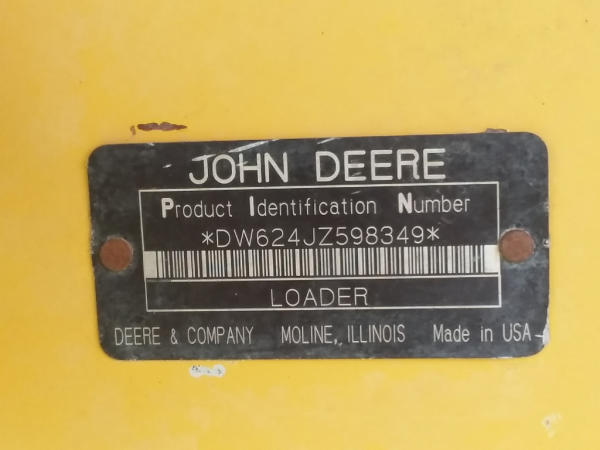 JOHN DEERE
Product Identification Number
*DW624JZ598349*
LOADER
DEERE & COMPANY MOLINE, ILLINOIS Made in USA